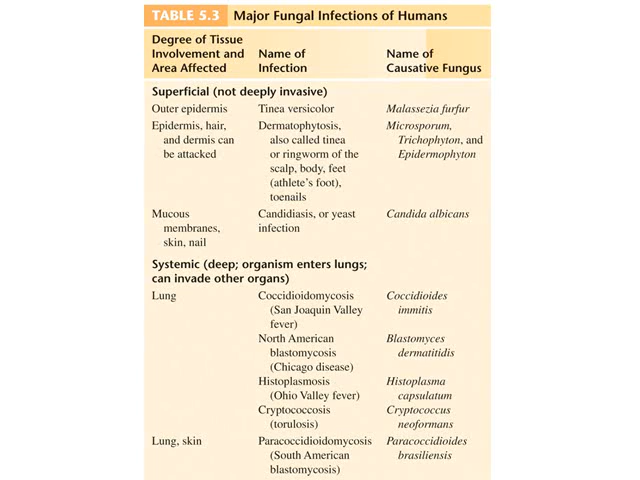 TABLE 5.3 Major Fungal Infections of Humans
Degree of Tissue
Involvement and Name of Name of
Area Affected Infection Causative Fungus
Superficial (not deeply invasive)
Outer epidermis Tinea versicolor Malassezia furfur
Epidermis, hair, Dermatophytosis, Microsporum,
and dermis can also called tinea Trichophyton, and
be attacked or ringworm of the Epidermophyton
scalp, body, feet
(athlete's foot),
toenails
Mucous Candidiasis, or yeast Candida albicans
membranes, infection
skin, nail
Systemic (deep; organism enters lungs;
can invade other organs)
Lung Coccidioidomycosis Coccidioides
(San Joaquin Valley immitis
fever)
North American Blastomyces
blastomycosis dermatitidis
(Chicago disease)
Histoplasmosis Histoplasma
(Ohio Valley fever) capsulatum
Cryptococcosis Cryptococcus
(torulosis) neoformans
Lung, skin Paracoccidioidomycosis Paracoccidioides
(South American brasiliensis
blastomycosis)